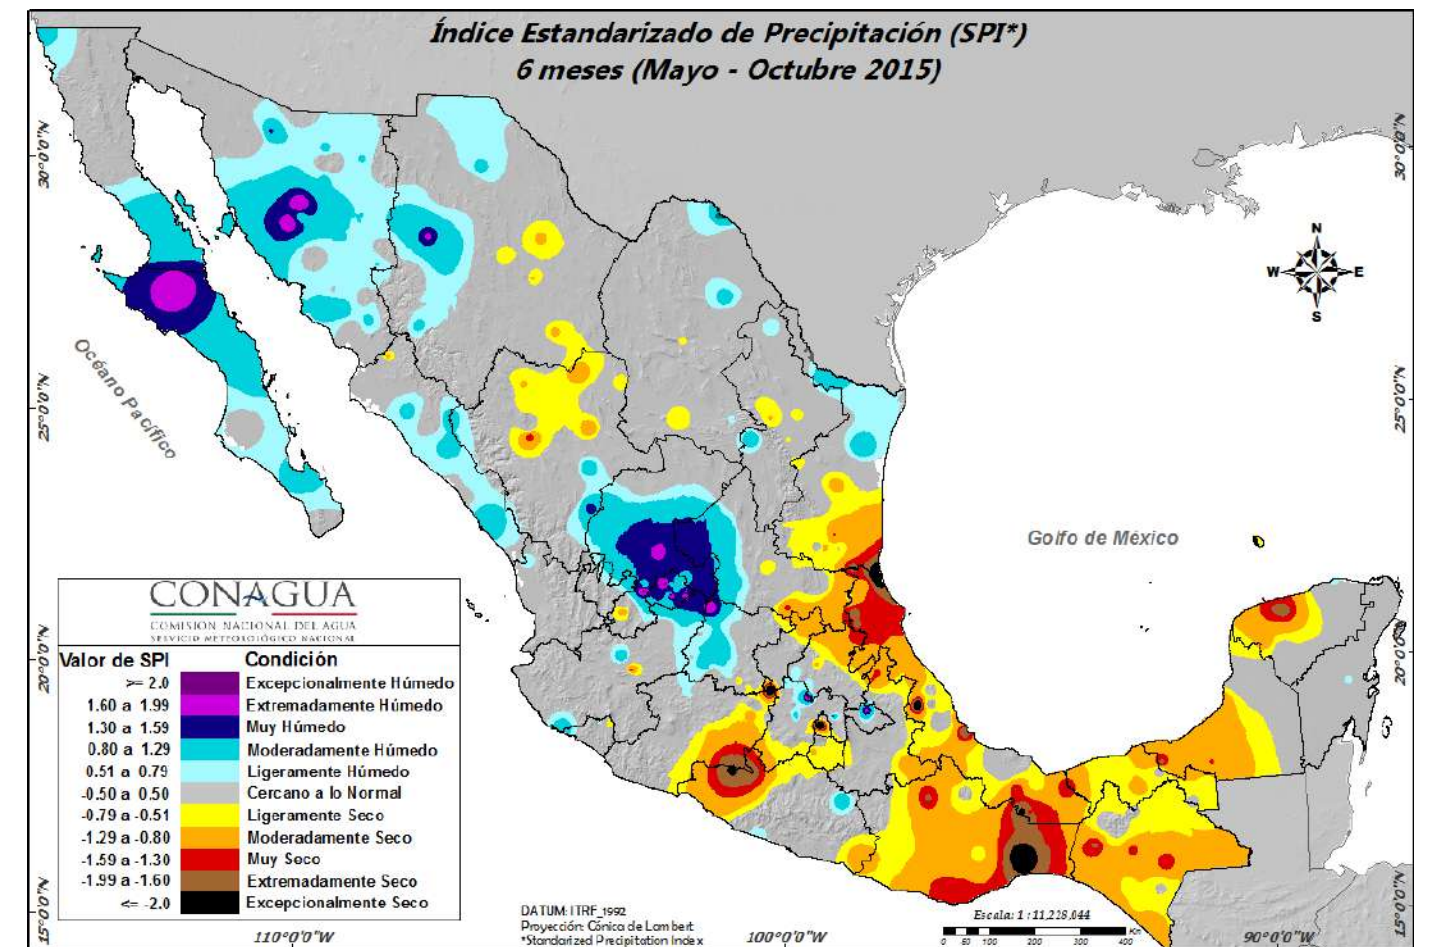 Índice Estandarizado de Precipitación (SPI*)
6 meses (Mayo - Octubre 2015)
30°0'0"N
30°0'0"N
N
W E
S
Océano Pacífico
25°0'0"N
25°0'0"N
Golfo de México
CONAGUA
COMISIÓN NACIONAL DEL AGUA
SERVICIO METEOROLÓGICO NACIONAL
Valor de SPI Condición
>= 2.0 Excepcionalmente Húmedo
1.60 a 1.99 Extremadamente Húmedo
1.30 a 1.59 Muy Húmedo
0.80 a 1.29 Moderadamente Húmedo
0.51 a 0.79 Ligeramente Húmedo
-0.50 a 0.50 Cercano a lo Normal
-0.79 a -0.51 Ligeramente Seco
-1.29 a -0.80 Moderadamente Seco
-1.59 a -1.30 Muy Seco
-1.99 a -1.60 Extremadamente Seco
<= -2.0 Excepcionalmente Seco
20°0'0"N
20°0'0"N
15°0'0"N
15°0'0"N
DATUM: ITRF_1992
Proyección: Cónica de Lambert
*Standarized Precipitation Index
Escala: 1 : 11,228,044
0 50 100 200 300 400 Km
110°0'0"W
100°0'0"W
90°0'0"W